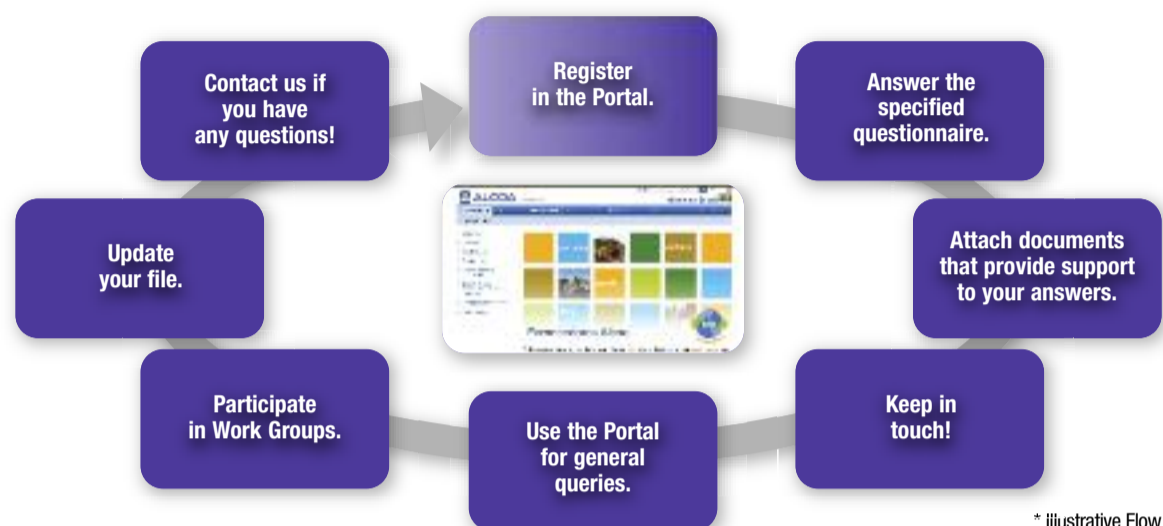 Register
in the Portal.
Answer the
specified
questionnaire.
Attach documents
that provide support
to your answers.
Keep in
touch!
Use the Portal
for general
queries.
Participate
in Work Groups.
Update
your file.
Contact us if
you have
any questions!
ALCOA
* Illustrative Flow